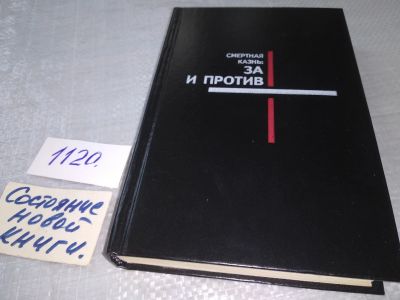 СМЕРТНАЯ
КАЗНЬ:
ЗА
И ПРОТИВ
1120.
Состояние
новой
книги.